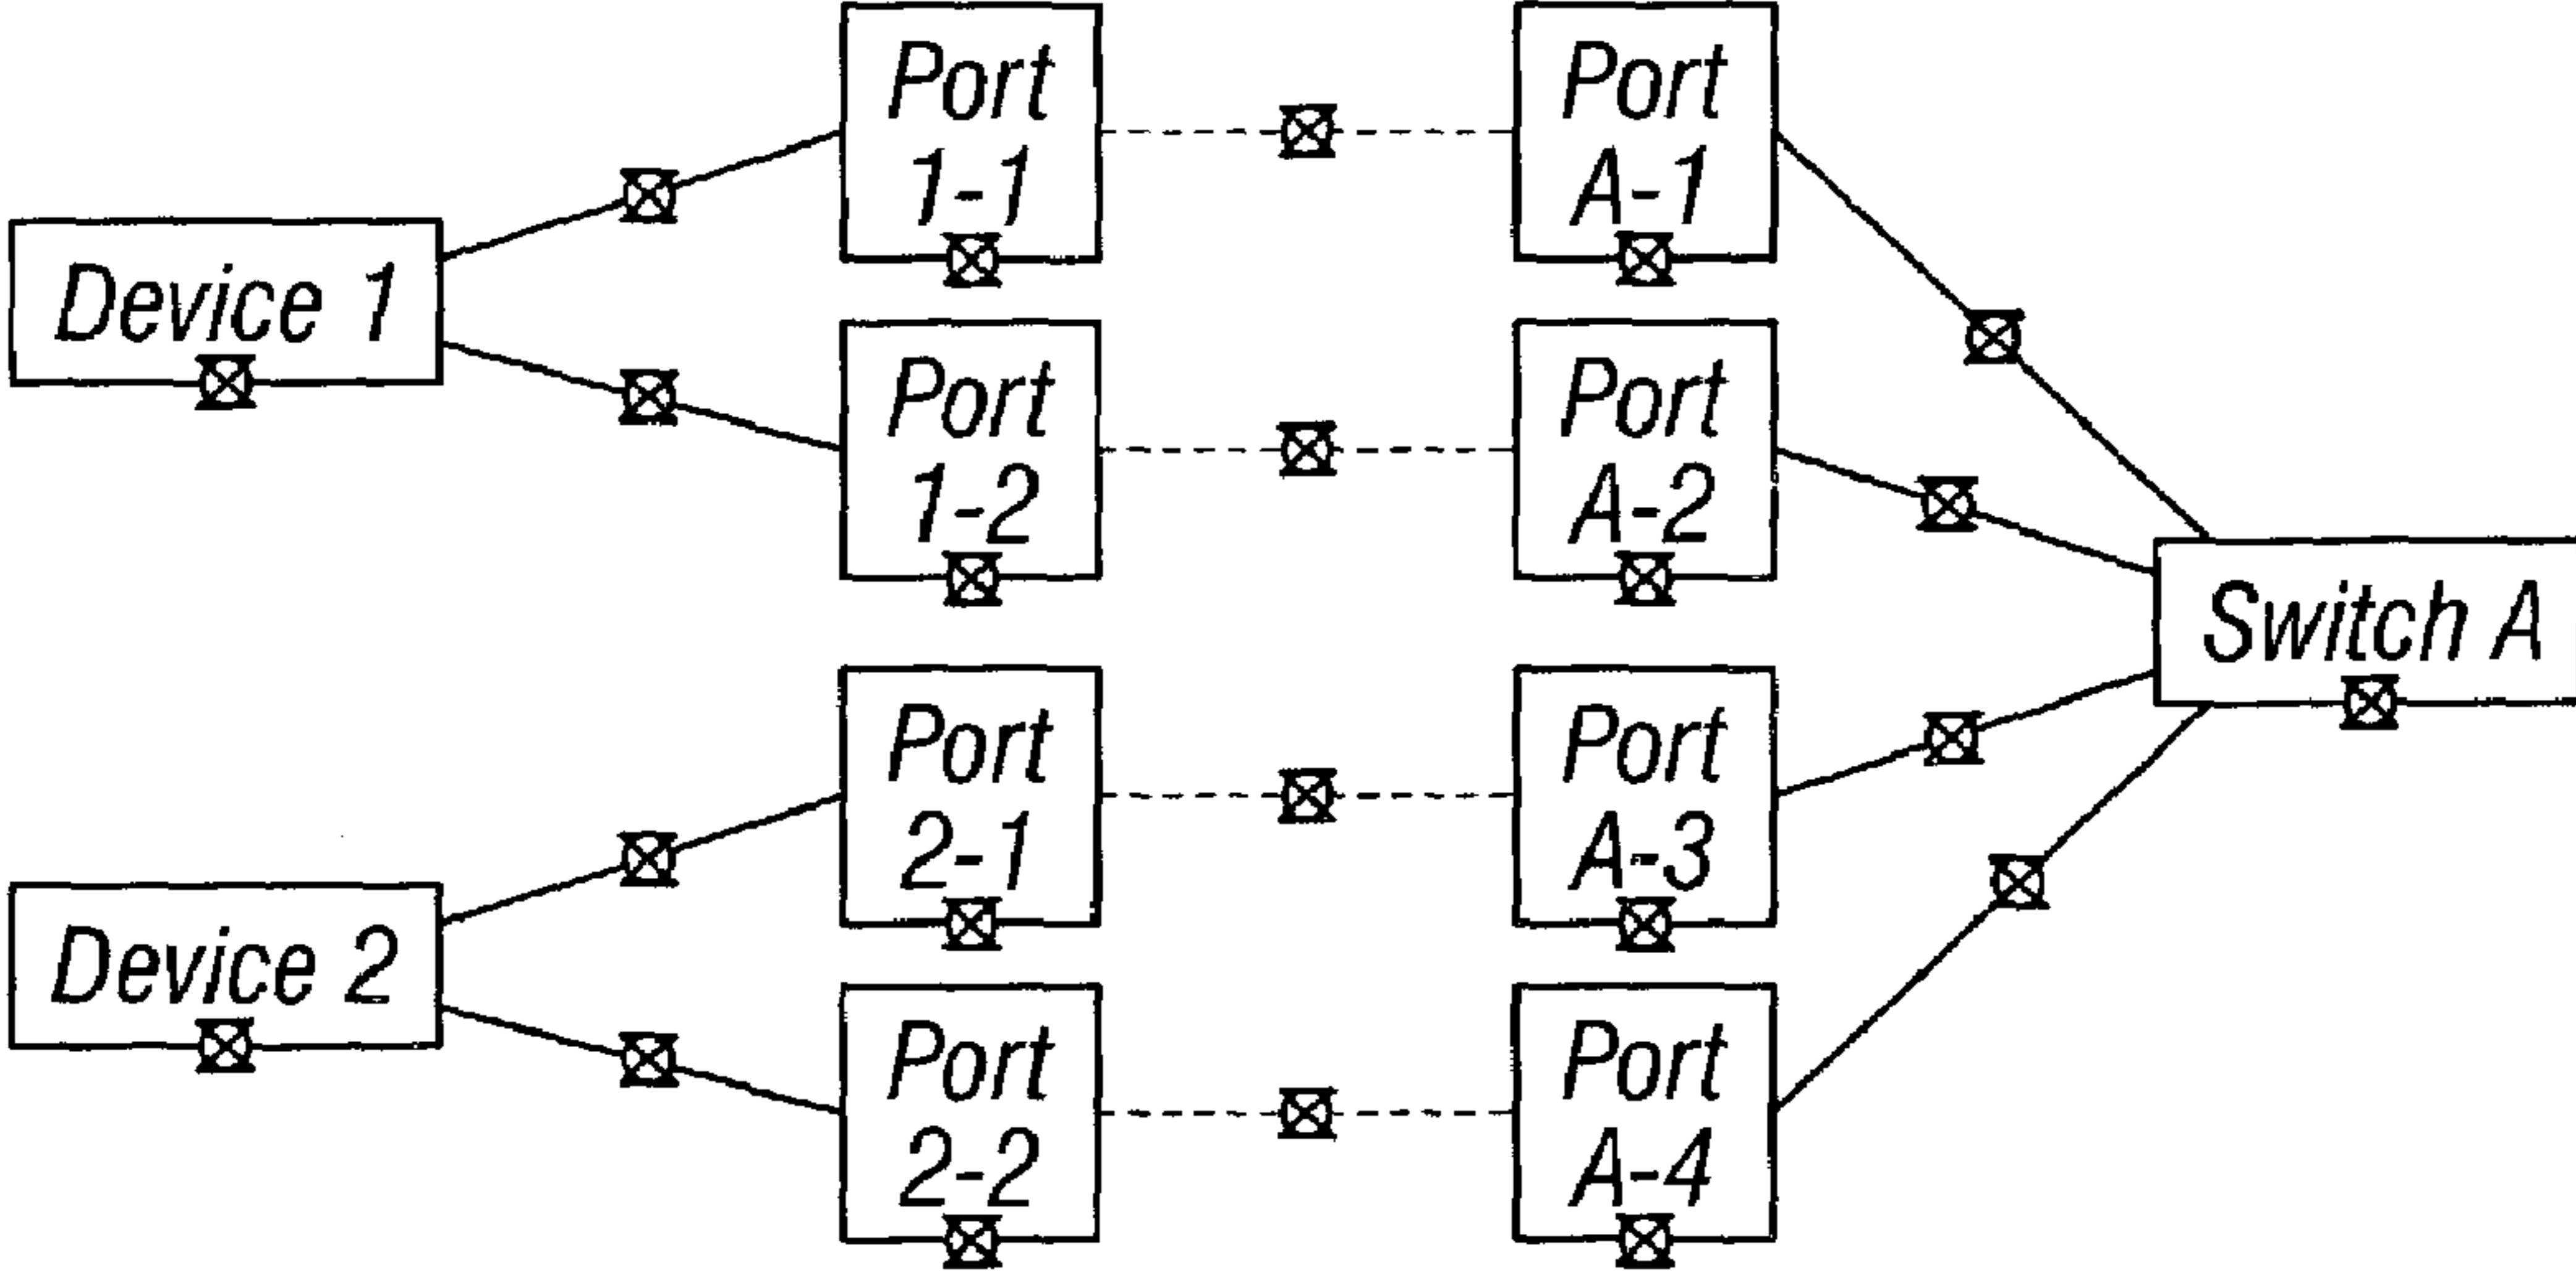 Port
1-1
Port
A-1
Device 1
Port
1-2
Port
A-2
Switch A
Port
2-1
Port
A-3
Device 2
Port
2-2
Port
A-4